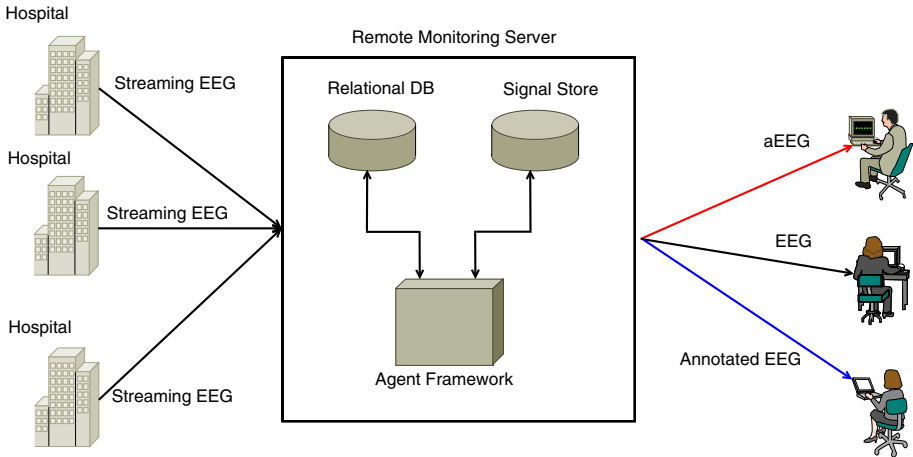 Hospital
Streaming EEG
Hospital
Streaming EEG
Hospital
Streaming EEG
Remote Monitoring Server
Relational DB
Signal Store
Agent Framework
aEEG
EEG
Annotated EEG